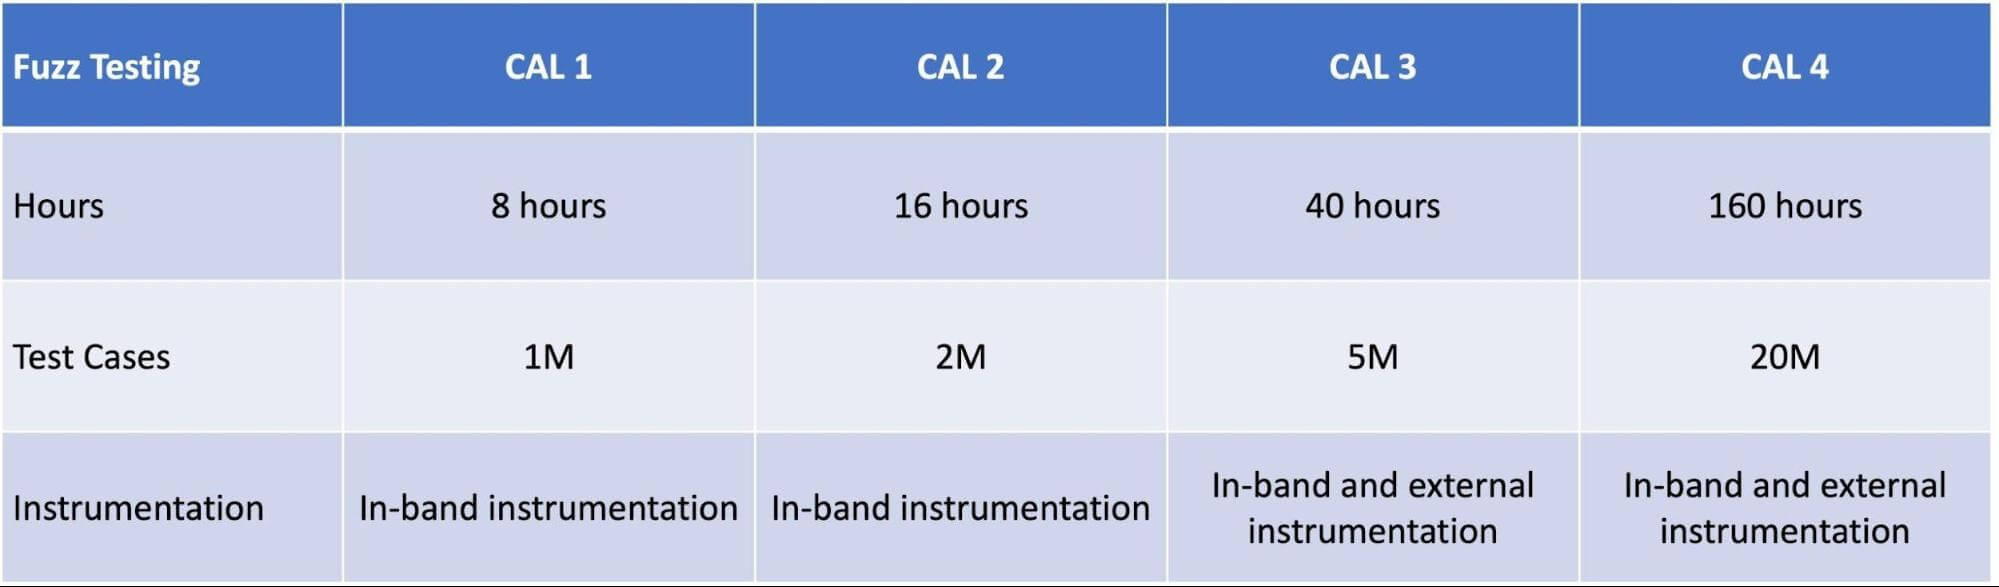 Fuzz Testing CAL 1 CAL 2 CAL 3 CAL 4
Hours 8 hours 16 hours 40 hours 160 hours
Test Cases 1M 2M 5M 20M
Instrumentation In-band instrumentation In-band instrumentation In-band and external instrumentation In-band and external instrumentation